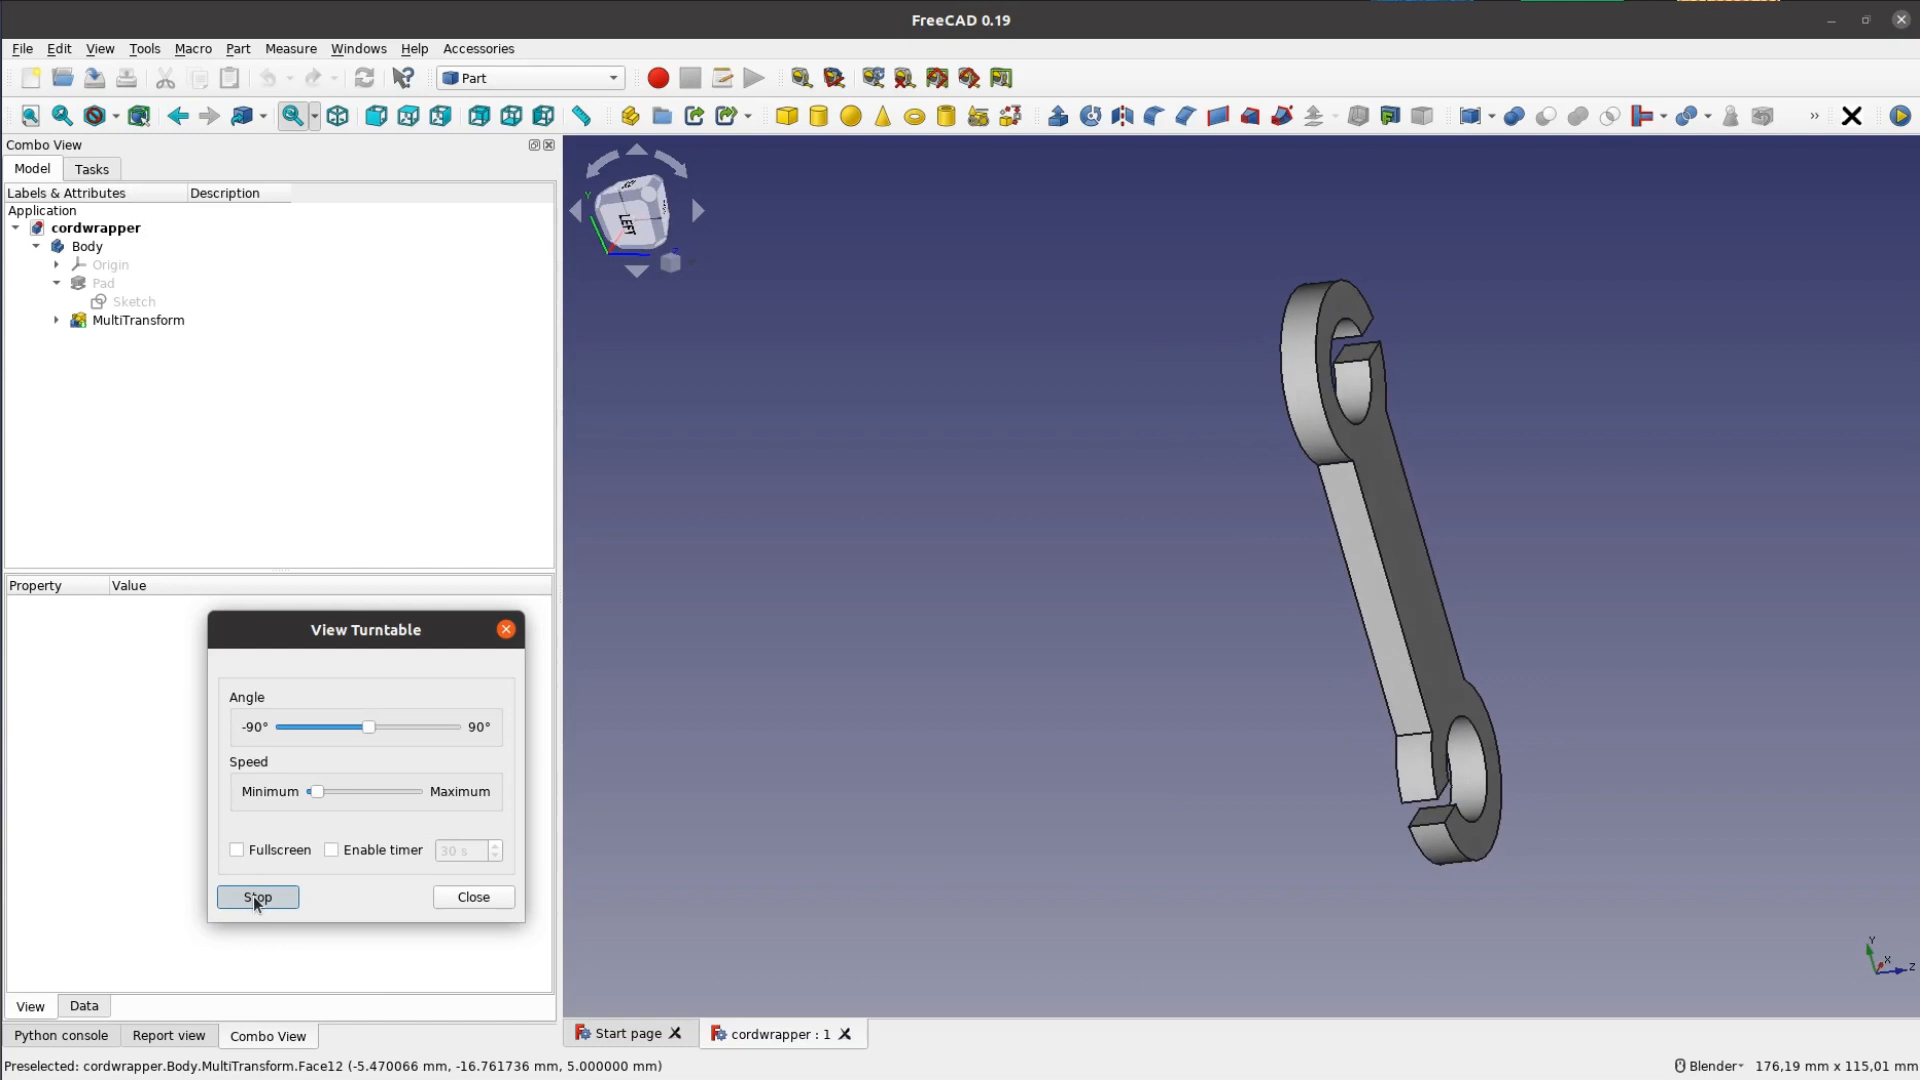 FreeCAD 0.19
File Edit View Tools Macro Part Measure Windows Help Accessories
Part
Combo View
Model Tasks
Labels & Attributes Description
Application
cordwrapper
Body
Origin
Pad
Sketch
MultiTransform
Property Value
View Turntable
Angle
-90° 90°
Speed
Minimum Maximum
Fullscreen Enable timer 30 s
Stop Close
View Data
Python console Report view Combo View
LEFT
Y
Z
Y
X
Z
Start page cordwrapper : 1
Preselected: cordwrapper.Body.MultiTransform.Face12 (-5.470066 mm, -16.761736 mm, 5.000000 mm)
Blender 176,19 mm x 115,01 mm